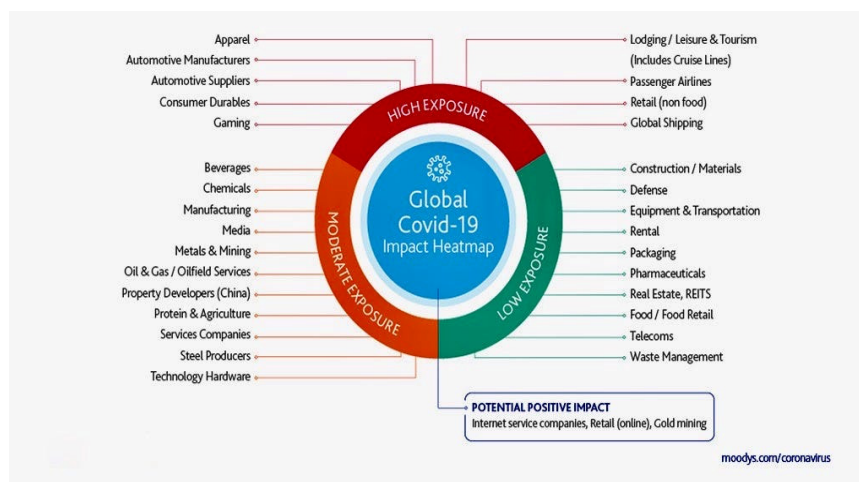 Apparel
Automotive Manufacturers
Automotive Suppliers
Consumer Durables
Gaming
Lodging / Leisure & Tourism
(Includes Cruise Lines)
Passenger Airlines
Retail (non food)
Global Shipping
HIGH EXPOSURE
Beverages
Chemicals
Manufacturing
Media
Metals & Mining
Oil & Gas / Oilfield Services
Property Developers (China)
Protein & Agriculture
Services Companies
Steel Producers
Technology Hardware
MODERATE EXPOSURE
Global
Covid-19
Impact Heatmap
LOW EXPOSURE
Construction / Materials
Defense
Equipment & Transportation
Rental
Packaging
Pharmaceuticals
Real Estate, REITS
Food / Food Retail
Telecoms
Waste Management
POTENTIAL POSITIVE IMPACT
Internet service companies, Retail (online), Gold mining
moodys.com/coronavirus